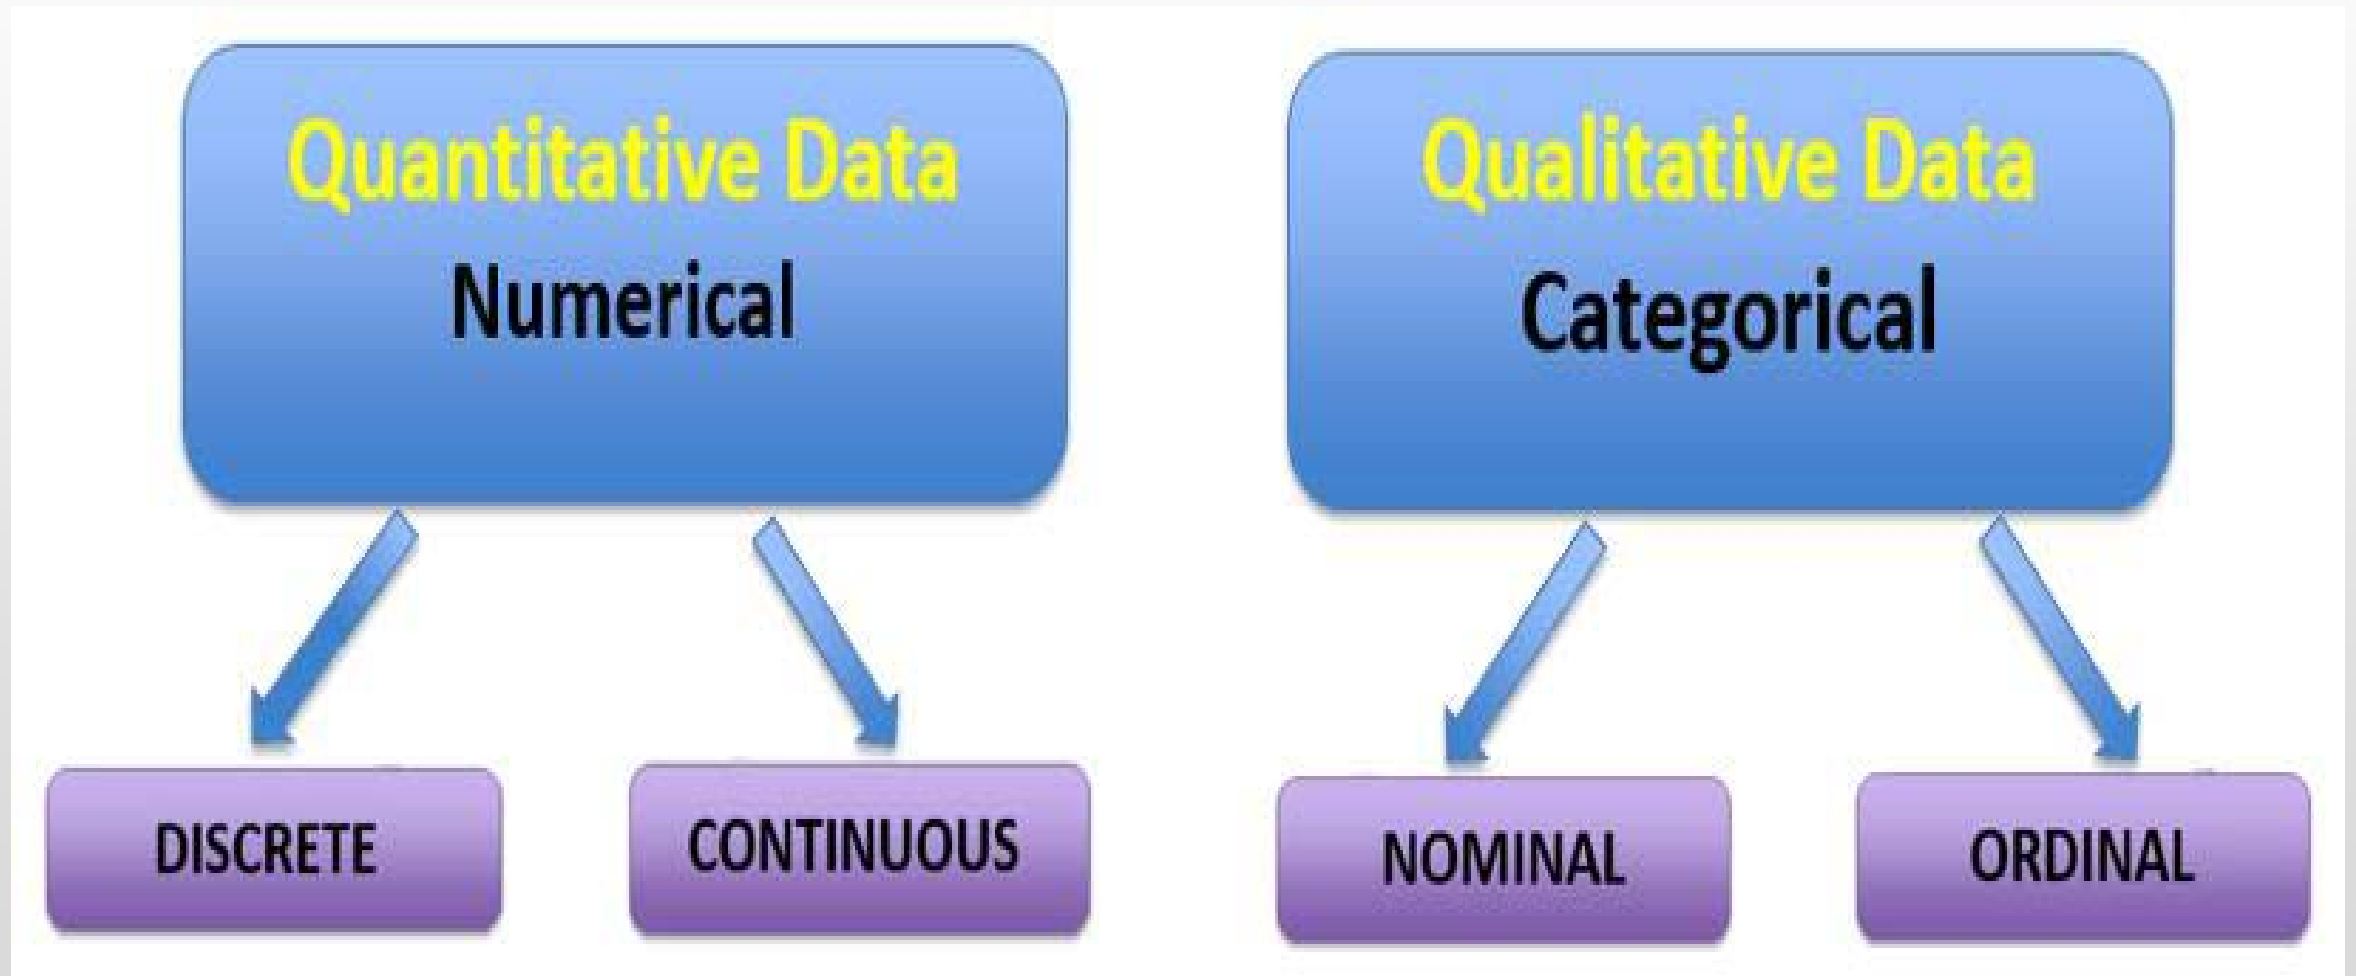 Quantitative Data
Numerical
Qualitative Data
Categorical
DISCRETE
CONTINUOUS
NOMINAL
ORDINAL